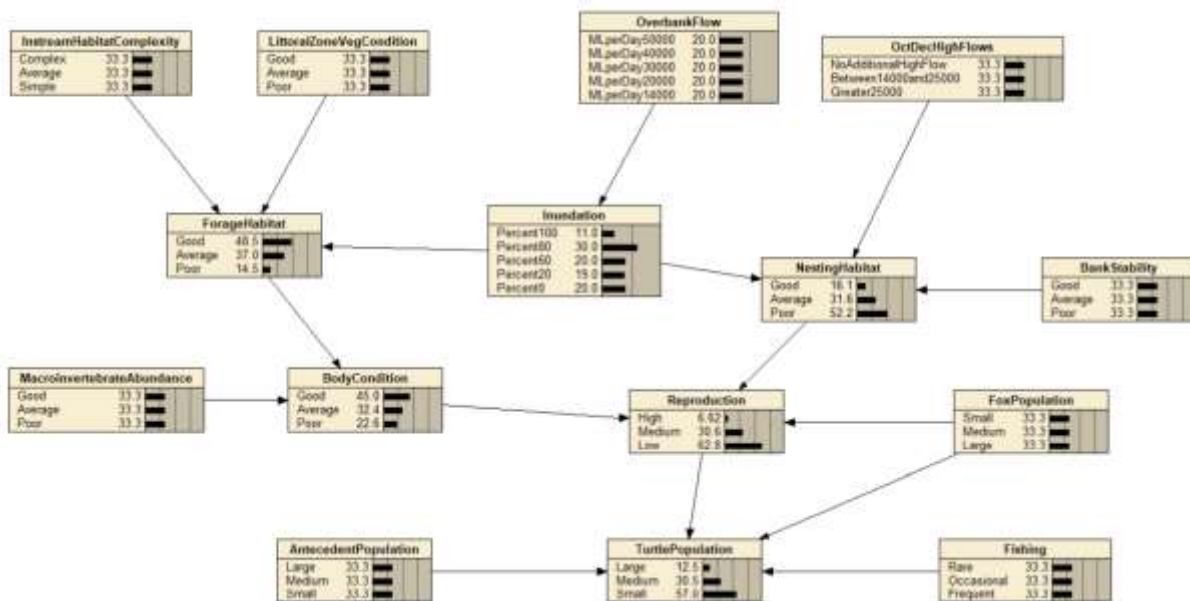 InstreamHabitatComplexity
Complex 33.3
Average 33.3
Simple 33.3
LittoralZoneVegCondition
Good 33.3
Average 33.3
Poor 33.3
OverbankFlow
MLperDay50000 20.0
MLperDay40000 20.0
MLperDay30000 20.0
MLperDay20000 20.0
MLperDay14000 20.0
OctDecHighFlows
NoAdditionalHighFlow 33.3
Between14000and25000 33.3
Greater25000 33.3
ForageHabitat
Good 48.5
Average 37.0
Poor 14.5
Inundation
Percent100 11.0
Percent80 30.0
Percent50 20.0
Percent20 19.0
Percent0 20.0
NestingHabitat
Good 16.1
Average 31.6
Poor 52.2
BankStability
Good 33.3
Average 33.3
Poor 33.3
MacroinvertebrateAbundance
Good 33.3
Average 33.3
Poor 33.3
BodyCondition
Good 45.0
Average 32.4
Poor 22.6
Reproduction
High 6.62
Medium 30.6
Low 62.8
FoxPopulation
Small 33.3
Medium 33.3
Large 33.3
AntecedentPopulation
Large 33.3
Medium 33.3
Small 33.3
TurtlePopulation
Large 12.5
Medium 30.5
Small 57.0
Fishing
Rare 33.3
Occasional 33.3
Frequent 33.3